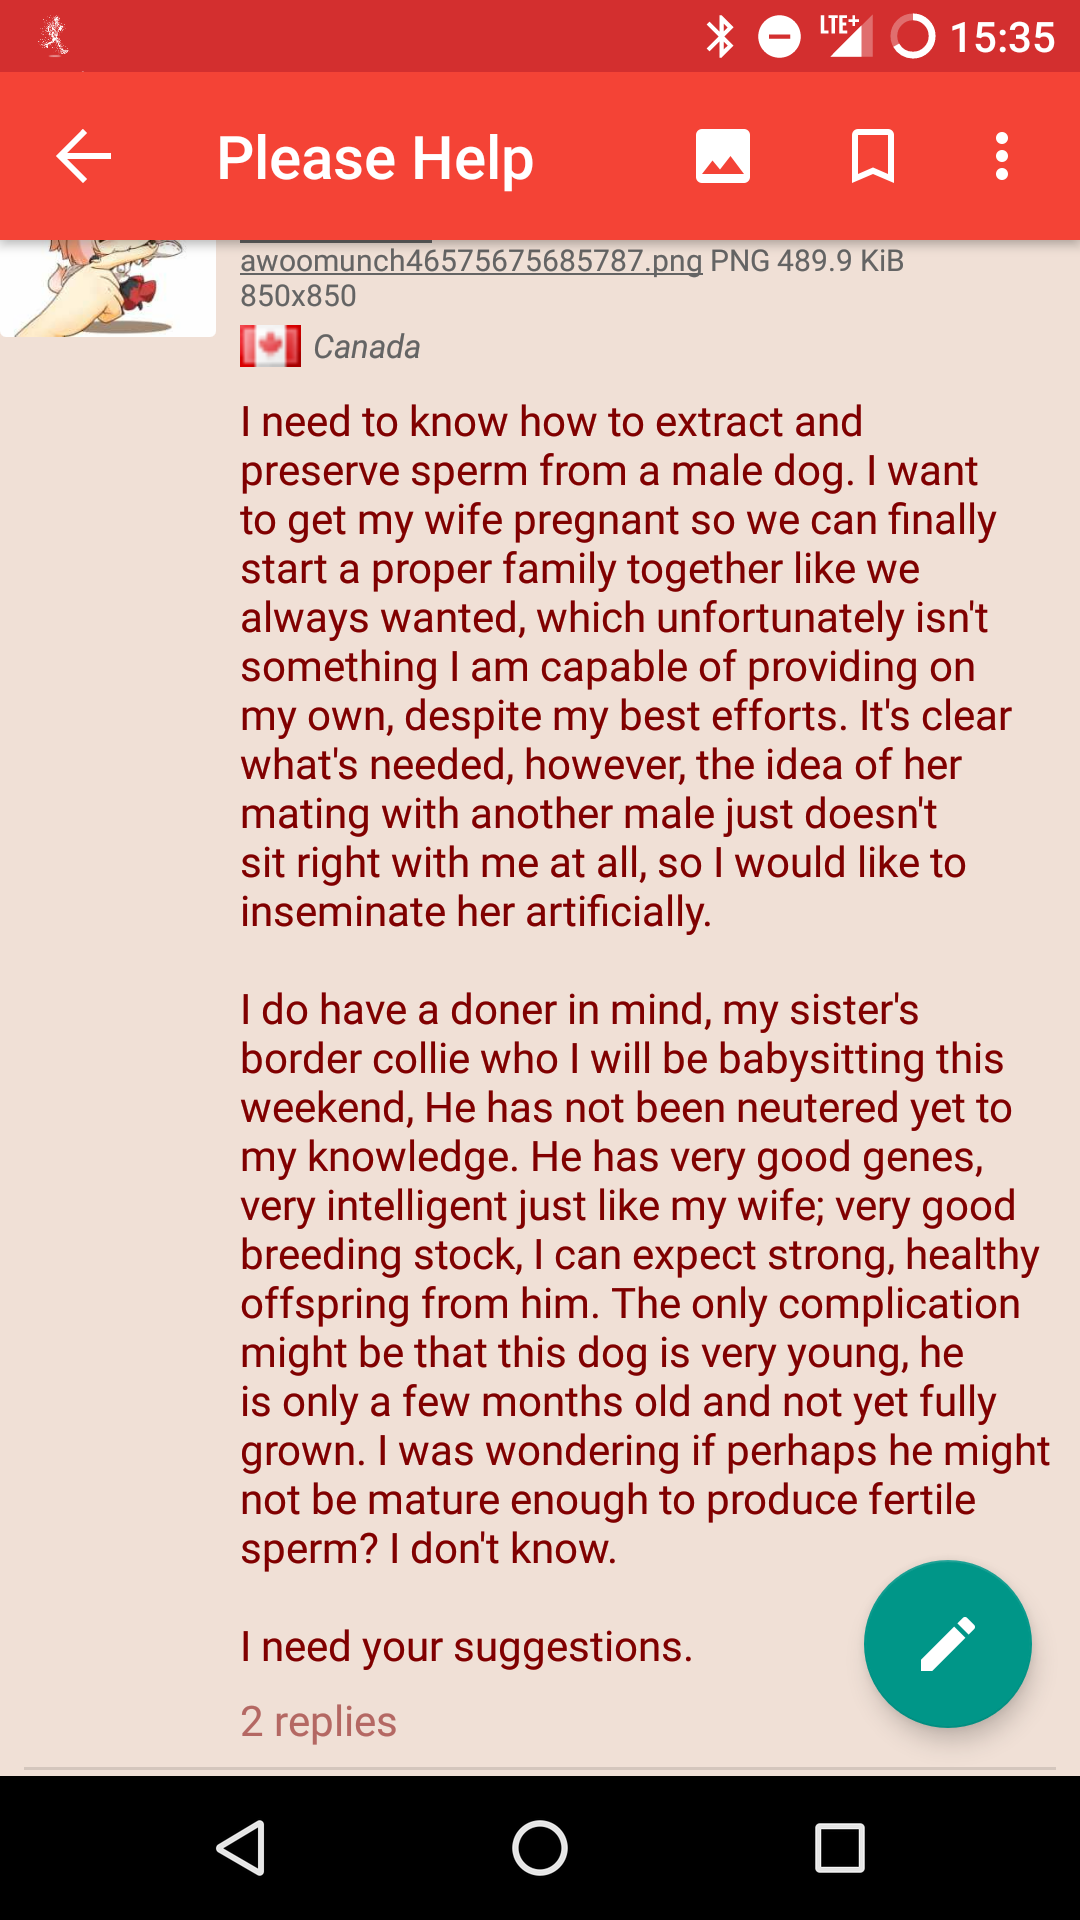 LTE+ 15:35
Please Help
awoomunch46575675685787.png PNG 489.9 KiB
850x850
Canada
I need to know how to extract and
preserve sperm from a male dog. I want
to get my wife pregnant so we can finally
start a proper family together like we
always wanted, which unfortunately isn't
something I am capable of providing on
my own, despite my best efforts. It's clear
what's needed, however, the idea of her
mating with another male just doesn't
sit right with me at all, so I would like to
inseminate her artificially.
I do have a doner in mind, my sister's
border collie who I will be babysitting this
weekend, He has not been neutered yet to
my knowledge. He has very good genes,
very intelligent just like my wife; very good
breeding stock, I can expect strong, healthy
offspring from him. The only complication
might be that this dog is very young, he
is only a few months old and not yet fully
grown. I was wondering if perhaps he might
not be mature enough to produce fertile
sperm? I don't know.
I need your suggestions.
2 replies